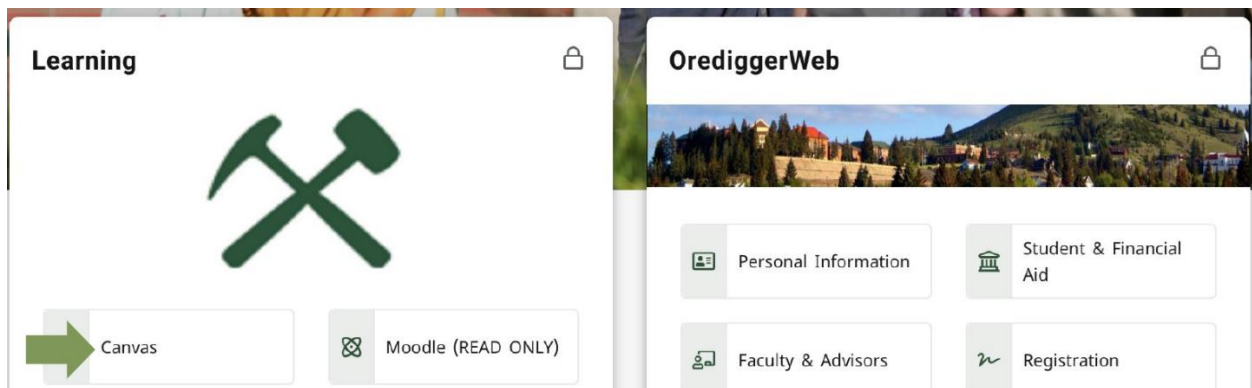 Learning
Canvas
Moodle (READ ONLY)
OrediggerWeb
Personal Information
Student & Financial
Aid
Faculty & Advisors
Registration